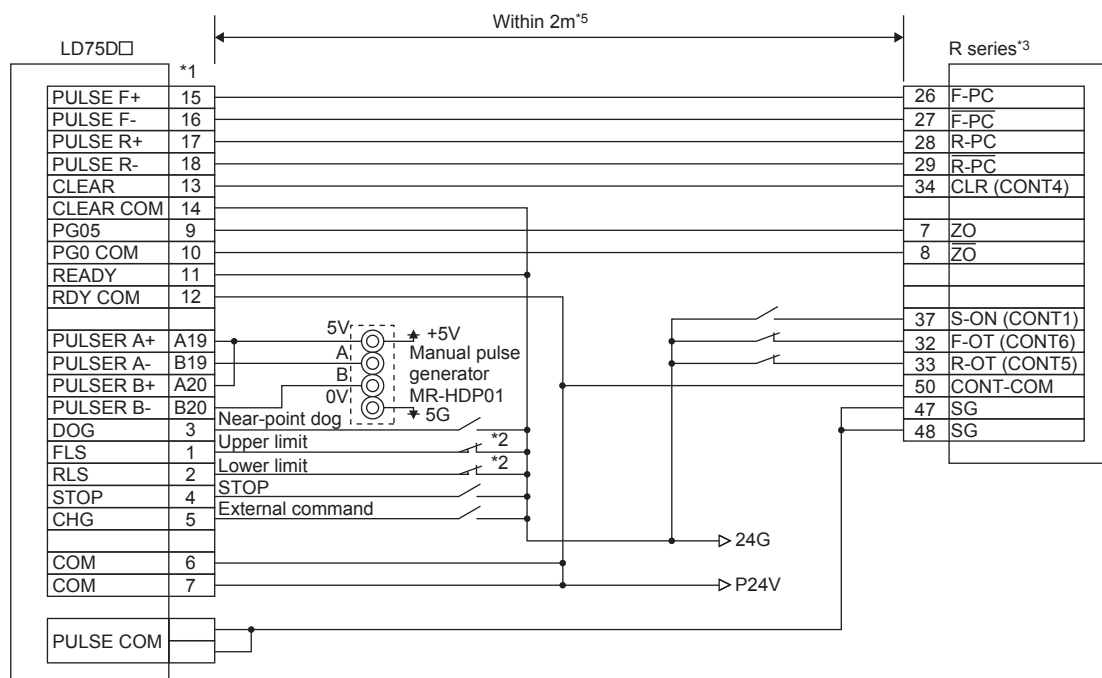 Within 2m*5
LD75D□
R series*3
*1
PULSE F+ 15
26 F-PC
PULSE F- 16
27 F-PC
PULSE R+ 17
28 R-PC
PULSE R- 18
29 R-PC
CLEAR 13
34 CLR (CONT4)
CLEAR COM 14
PG05 9
7 ZO
PG0 COM 10
8 ZO
READY 11
RDY COM 12
37 S-ON (CONT1)
5V
+5V
PULSER A+ A19
32 F-OT (CONT6)
A
Manual pulse
PULSER A- B19
33 R-OT (CONT5)
B
generator
PULSER B+ A20
50 CONT-COM
0V
MR-HDP01
PULSER B- B20
5G
47 SG
Near-point dog
DOG 3
48 SG
Upper limit
*2
FLS 1
Lower limit
*2
RLS 2
STOP
STOP 4
External command
CHG 5
24G
COM 6
COM 7
P24V
PULSE COM